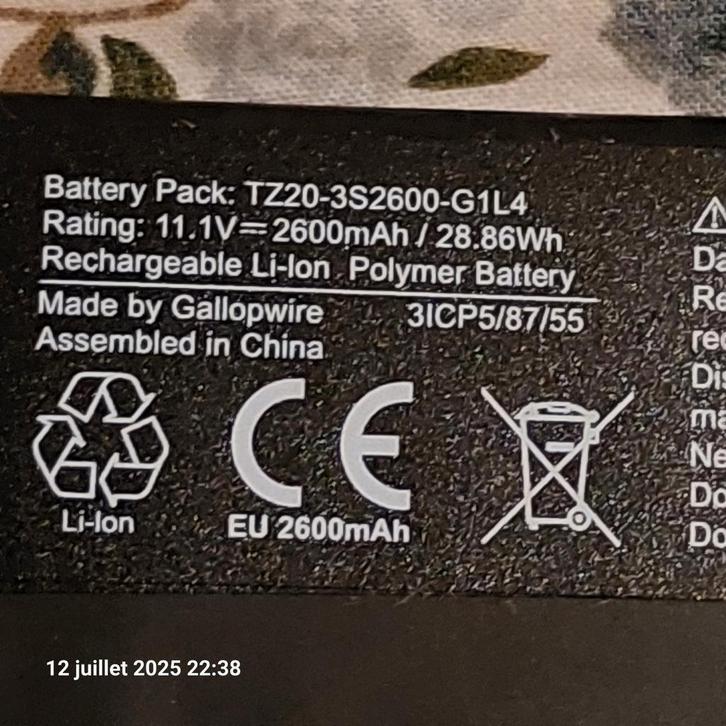 Battery Pack: TZ20-3S2600-G1L4
Rating: 11.1V⎓2600mAh / 28.86Wh
Rechargeable Li-Ion Polymer Battery
Made by Gallopwire 3ICP5/87/55
Assembled in China
Li-Ion
CE
EU 2600mAh
12 juillet 2025 22:38